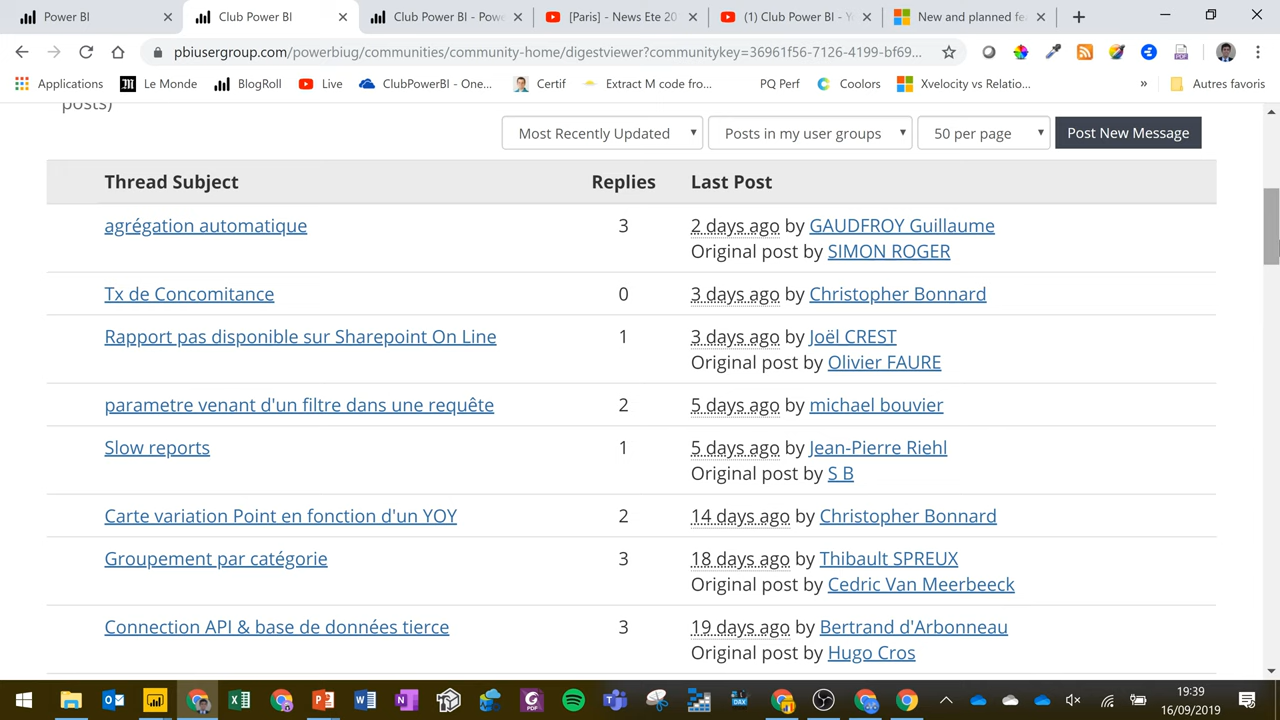 Power BI
Club Power BI
Club Power BI - Powe
[Paris] - News Ete 20
(1) Club Power BI - Y
New and planned fe
pbiusergroup.com/powerbiug/communities/community-home/digestviewer?communitykey=36961f56-7126-4199-bf69...
Applications
Le Monde
BlogRoll
Live
ClubPowerBI - One...
Certif
Extract M code fro...
PQ Perf
Coolors
Xvelocity vs Relatio...
»
Autres favoris
posts)
Most Recently Updated
Posts in my user groups
50 per page
Post New Message
Thread Subject Replies Last Post
agrégation automatique 3 2 days ago by GAUDFROY Guillaume
Original post by SIMON ROGER
Tx de Concomitance 0 3 days ago by Christopher Bonnard
Rapport pas disponible sur Sharepoint On Line 1 3 days ago by Joël CREST
Original post by Olivier FAURE
parametre venant d'un filtre dans une requête 2 5 days ago by michael bouvier
Slow reports 1 5 days ago by Jean-Pierre Riehl
Original post by S B
Carte variation Point en fonction d'un YOY 2 14 days ago by Christopher Bonnard
Groupement par catégorie 3 18 days ago by Thibault SPREUX
Original post by Cedric Van Meerbeeck
Connection API & base de données tierce 3 19 days ago by Bertrand d'Arbonneau
Original post by Hugo Cros
19:39
16/09/2019